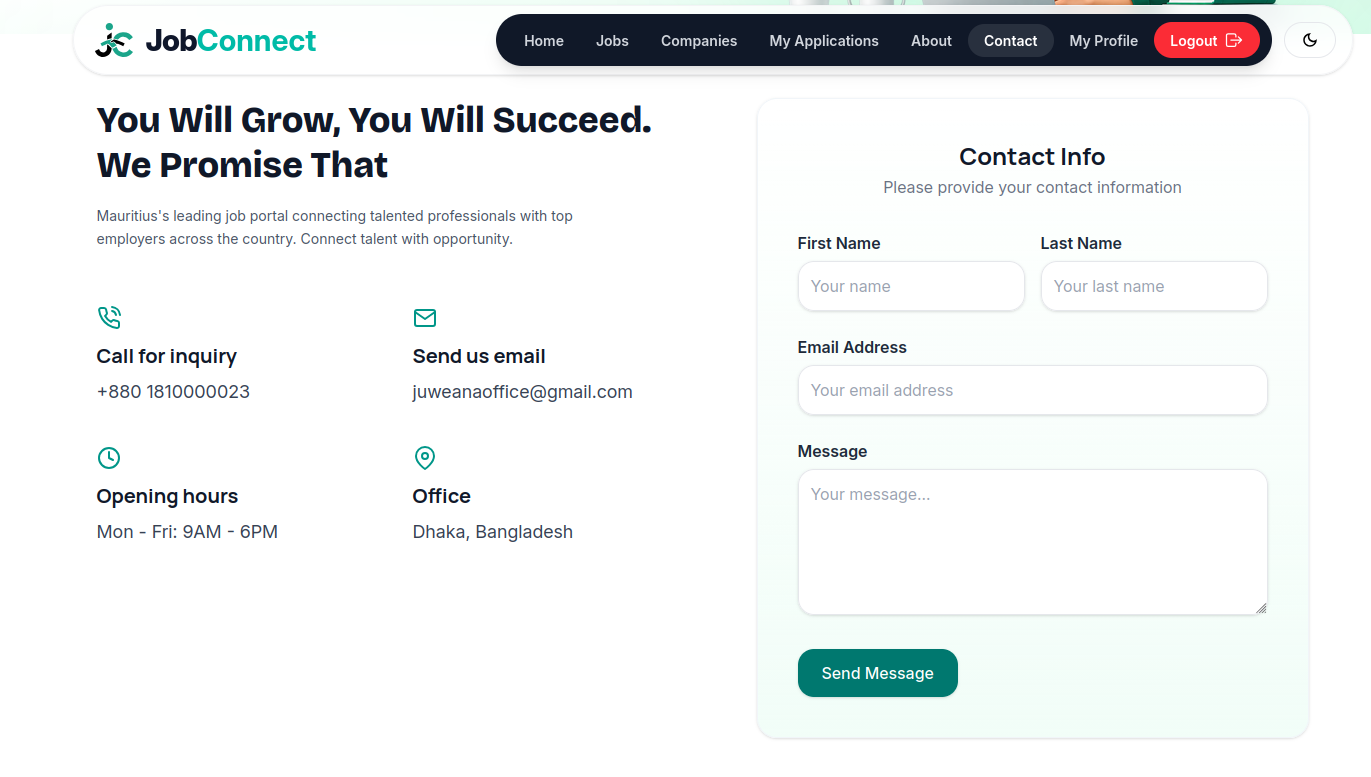 JobConnect
Home
Jobs
Companies
My Applications
About
Contact
My Profile
Logout
You Will Grow, You Will Succeed.
We Promise That
Mauritius's leading job portal connecting talented professionals with top
employers across the country. Connect talent with opportunity.
Call for inquiry
+880 1810000023
Send us email
juweanaoffice@gmail.com
Opening hours
Mon - Fri: 9AM - 6PM
Office
Dhaka, Bangladesh
Contact Info
Please provide your contact information
First Name
Last Name
Your name
Your last name
Email Address
Your email address
Message
Your message...
Send Message